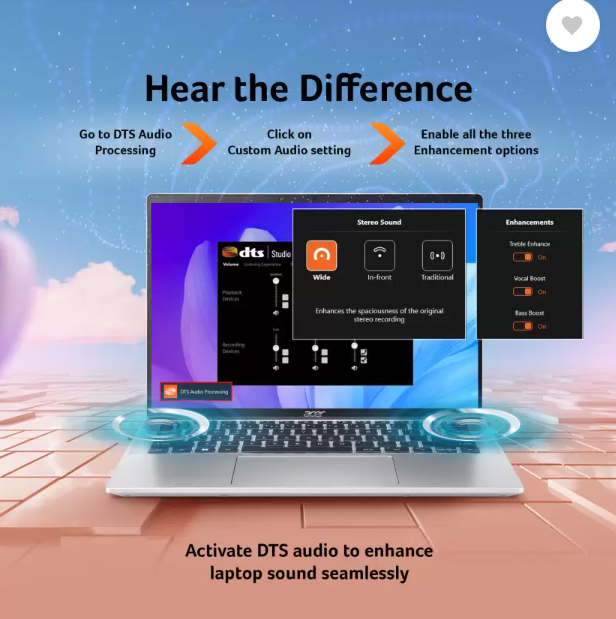 Hear the Difference
Go to DTS Audio
Processing
Click on
Custom Audio setting
Enable all the three
Enhancement options
Stereo Sound
Wide
In-front
Traditional
Enhances the spaciousness of the original
stereo recording
Enhancements
Treble Enhance
On
Vocal Boost
On
Bass Boost
On
dts Studio
Volume Listening Experience
Playback
Devices
Recording
Devices
DTS Audio Processing
acer
Activate DTS audio to enhance
laptop sound seamlessly